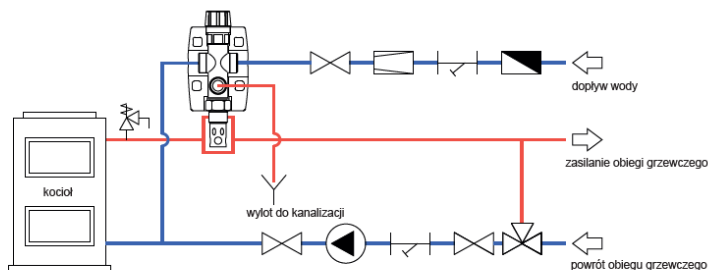 dopływ wody
zasilanie obiegi grzewczego
kocioł
wylot do kanalizacji
powrót obiegu grzewczego